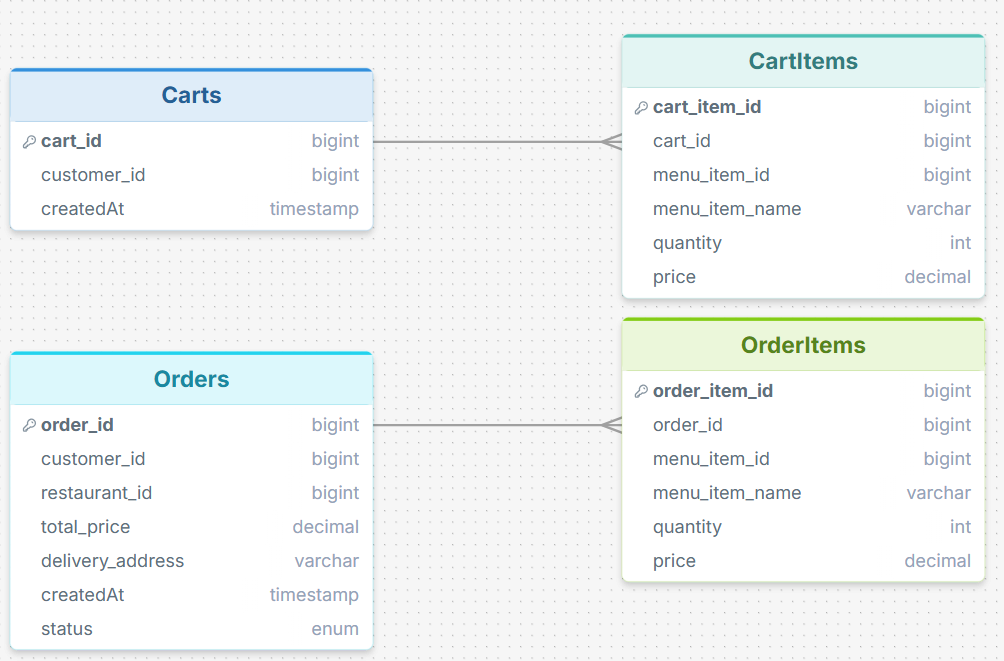 Carts
cart_id bigint
customer_id bigint
createdAt timestamp
CartItems
cart_item_id bigint
cart_id bigint
menu_item_id bigint
menu_item_name varchar
quantity int
price decimal
Orders
order_id bigint
customer_id bigint
restaurant_id bigint
total_price decimal
delivery_address varchar
createdAt timestamp
status enum
OrderItems
order_item_id bigint
order_id bigint
menu_item_id bigint
menu_item_name varchar
quantity int
price decimal